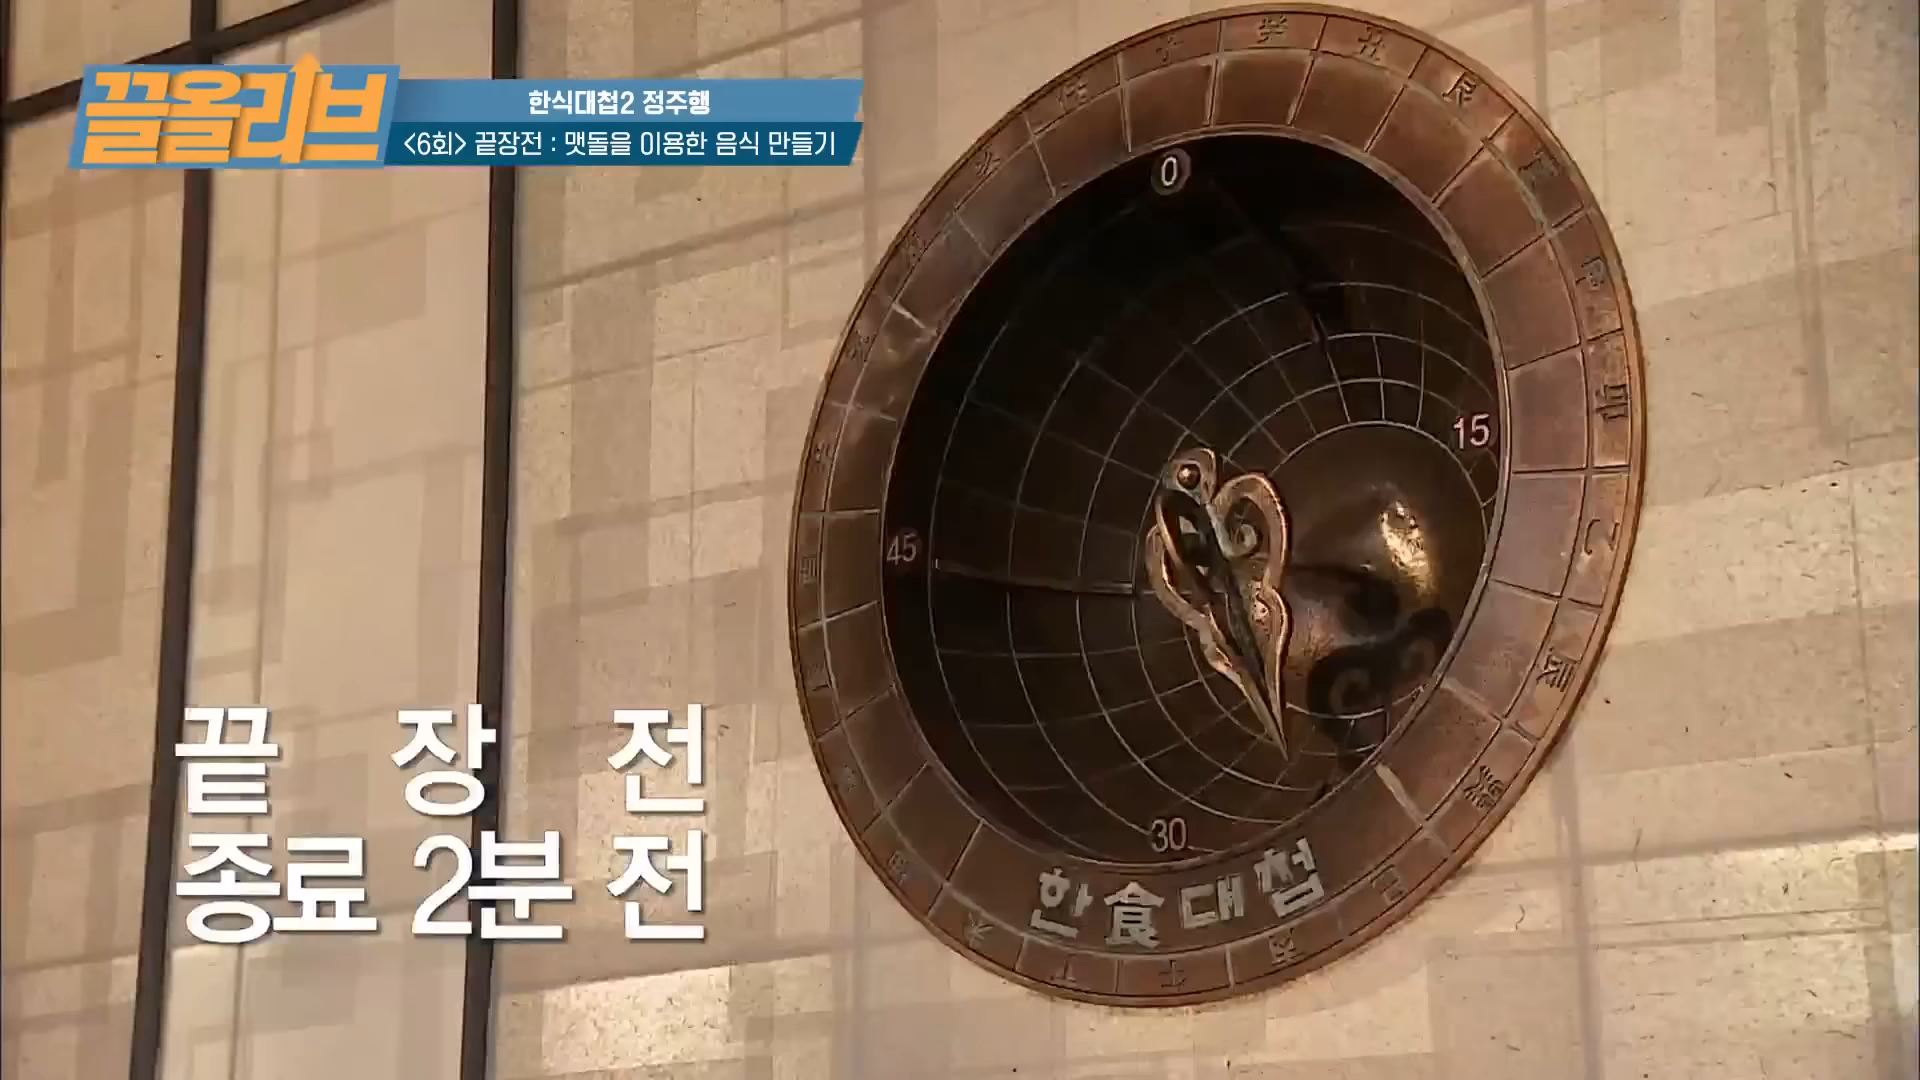 끌올리브
한식대첩2 정주행
<6회> 끝장전 : 맷돌을 이용한 음식 만들기
0
15
45
30
한食대첩
끝장전
종료 2분 전